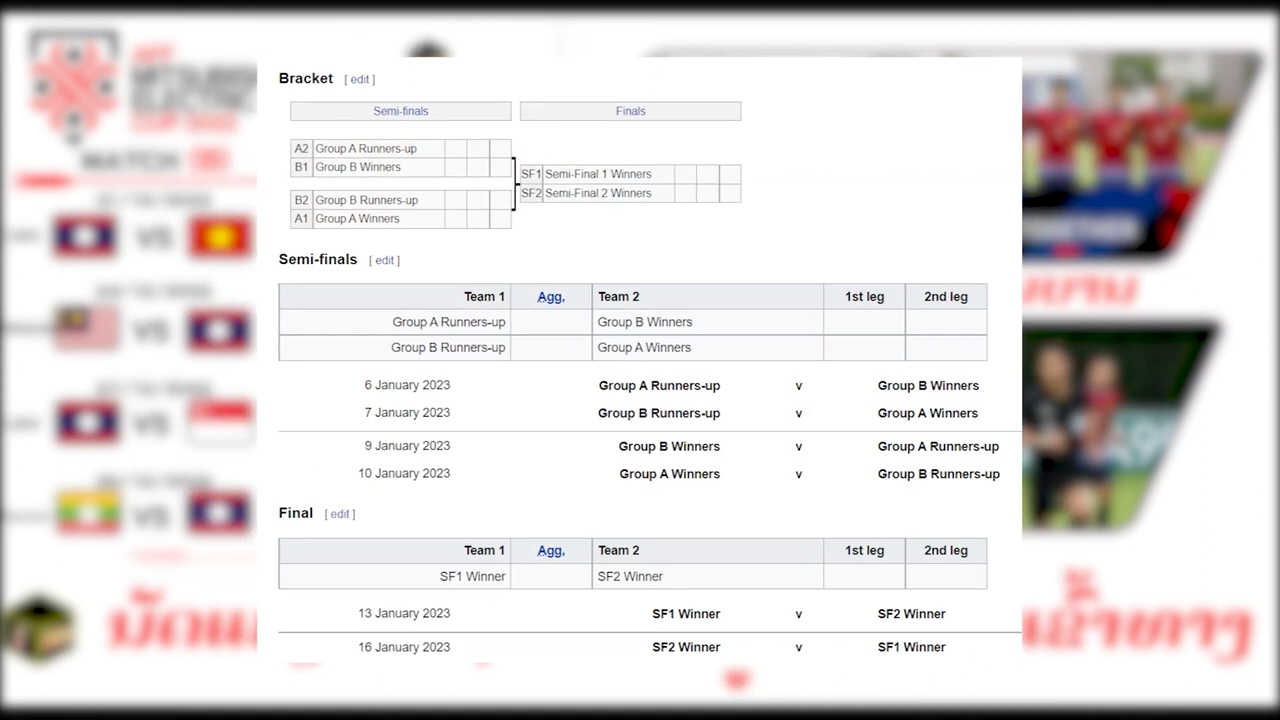 Bracket [ edit ]
Semi-finals Finals
A2 Group A Runners-up
B1 Group B Winners
SF1 Semi-Final 1 Winners
SF2 Semi-Final 2 Winners
B2 Group B Runners-up
A1 Group A Winners
Semi-finals [ edit ]
Team 1 Agg. Team 2 1st leg 2nd leg
Group A Runners-up Group B Winners
Group B Runners-up Group A Winners
6 January 2023 Group A Runners-up v Group B Winners
7 January 2023 Group B Runners-up v Group A Winners
9 January 2023 Group B Winners v Group A Runners-up
10 January 2023 Group A Winners v Group B Runners-up
Final [ edit ]
Team 1 Agg. Team 2 1st leg 2nd leg
SF1 Winner SF2 Winner
13 January 2023 SF1 Winner v SF2 Winner
16 January 2023 SF2 Winner v SF1 Winner
VS
VS
VS
VS